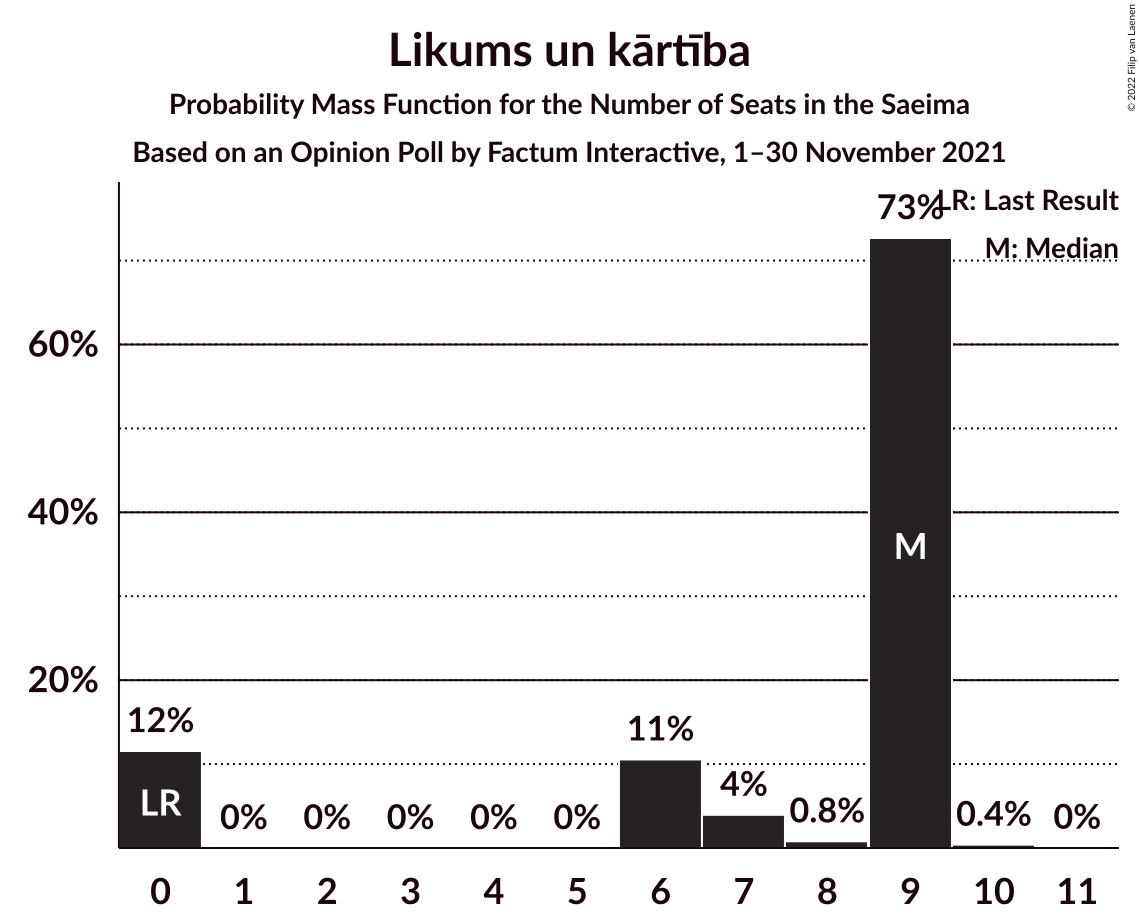 Likums un kārtība
Probability Mass Function for the Number of Seats in the Saeima
Based on an Opinion Poll by Factum Interactive, 1–30 November 2021
© 2022 Filip van Laenen
LR: Last Result
M: Median
73%
60%
40%
20%
M
12%
LR
0%
0%
0%
0%
0%
11%
4%
0.8%
0.4%
0%
0 1 2 3 4 5 6 7 8 9 10 11